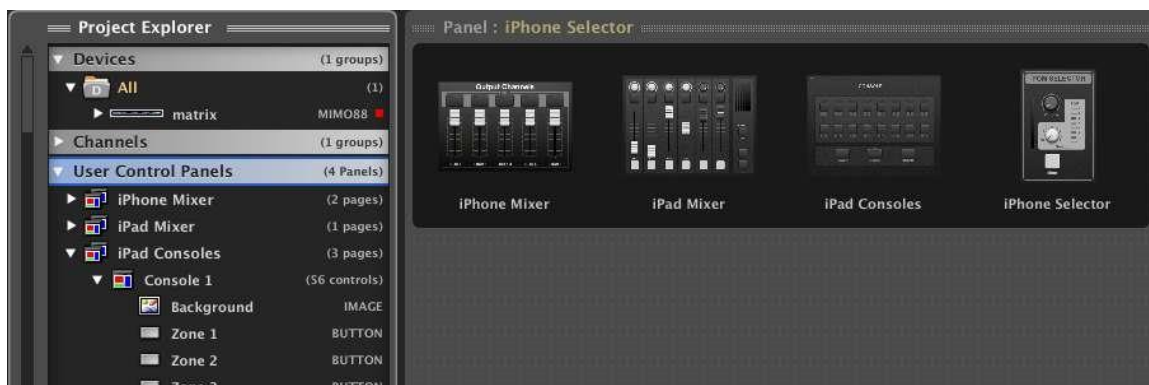 Project Explorer
Devices (1 groups)
All (1)
matrix MIMO88
Channels (1 groups)
User Control Panels (4 Panels)
iPhone Mixer (2 pages)
iPad Mixer (1 pages)
iPad Consoles (3 pages)
Console 1 (56 controls)
Background IMAGE
Zone 1 BUTTON
Zone 2 BUTTON
Panel : iPhone Selector
Output Channels
iPhone Mixer
iPad Mixer
iPad Consoles
iPhone Selector